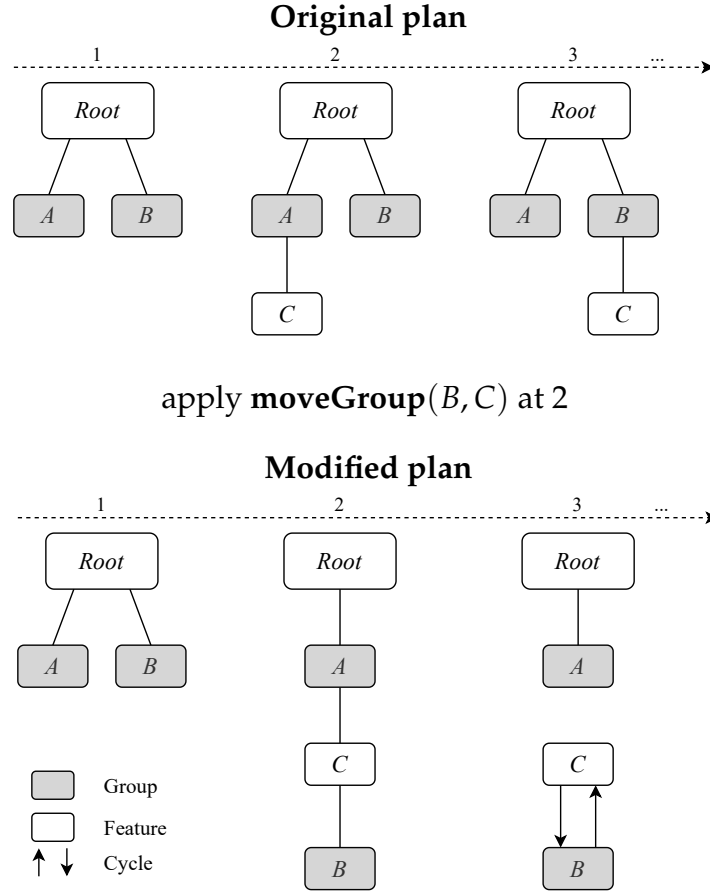 Original plan
1 2 3 ...
Root Root Root
A B A B A B
C C
apply moveGroup(B, C) at 2
Modified plan
1 2 3 ...
Root Root Root
A B A A
C C
Group
Feature
Cycle
B B